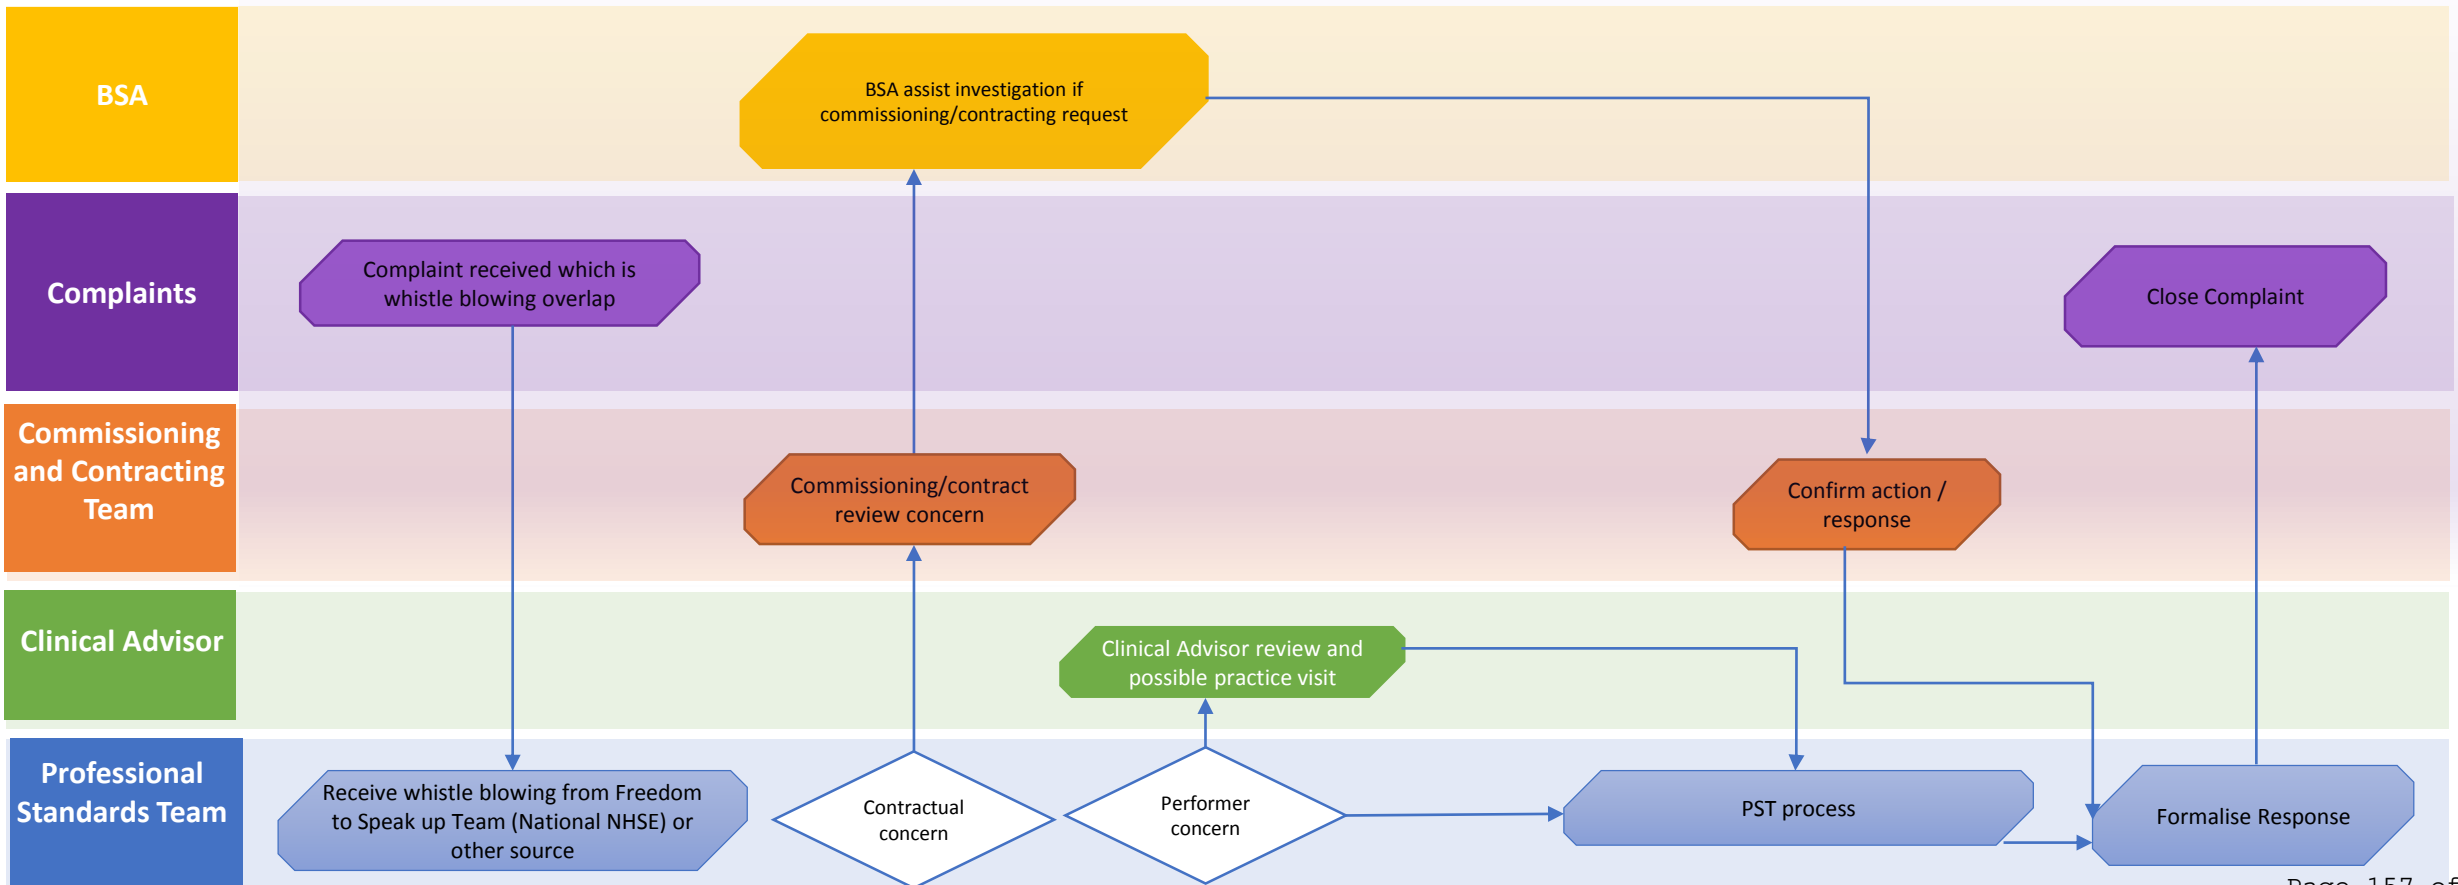 BSA
BSA assist investigation if
commissioning/contracting request
Complaints
Complaint received which is
whistle blowing overlap
Close Complaint
Commissioning
and Contracting
Team
Commissioning/contract
review concern
Confirm action /
response
Clinical Advisor
Clinical Advisor review and
possible practice visit
Professional
Standards Team
Receive whistle blowing from Freedom
to Speak up Team (National NHSE) or
other source
Contractual
concern
Performer
concern
PST process
Formalise Response
Page 157 of